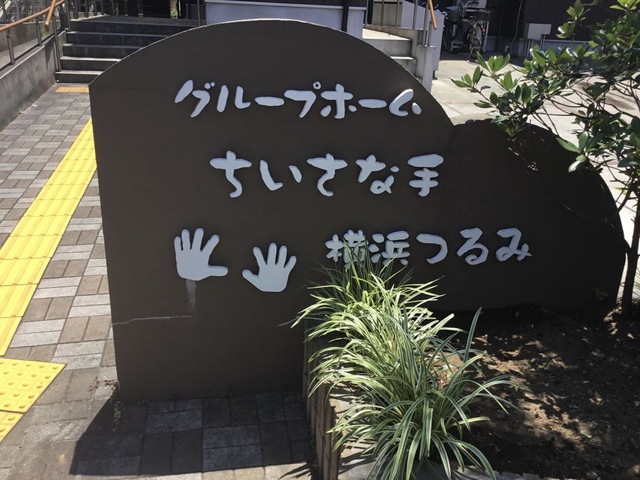 グループホーム
ちいさな手
横浜つるみ